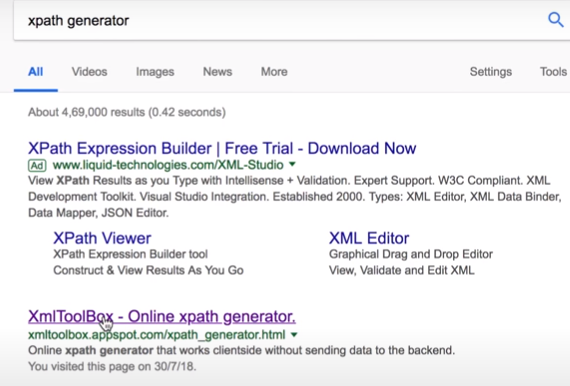 xpath generator
All Videos Images News More Settings Tools
About 4,69,000 results (0.42 seconds)
XPath Expression Builder | Free Trial - Download Now
Ad www.liquid-technologies.com/XML-Studio
View XPath Results as you Type with Intellisense + Validation. Expert Support. W3C Compliant. XML
Development Toolkit. Visual Studio Integration. Established 2000. Types: XML Editor, XML Data Binder,
Data Mapper, JSON Editor.
XPath Viewer
XPath Expression Builder tool
Construct & View Results As You Go
XML Editor
Graphical Drag and Drop Editor
View, Validate and Edit XML
XmlToolBox - Online xpath generator.
xmltoolbox.appspot.com/xpath_generator.html
Online xpath generator that works clientside without sending data to the backend.
You visited this page on 30/7/18.